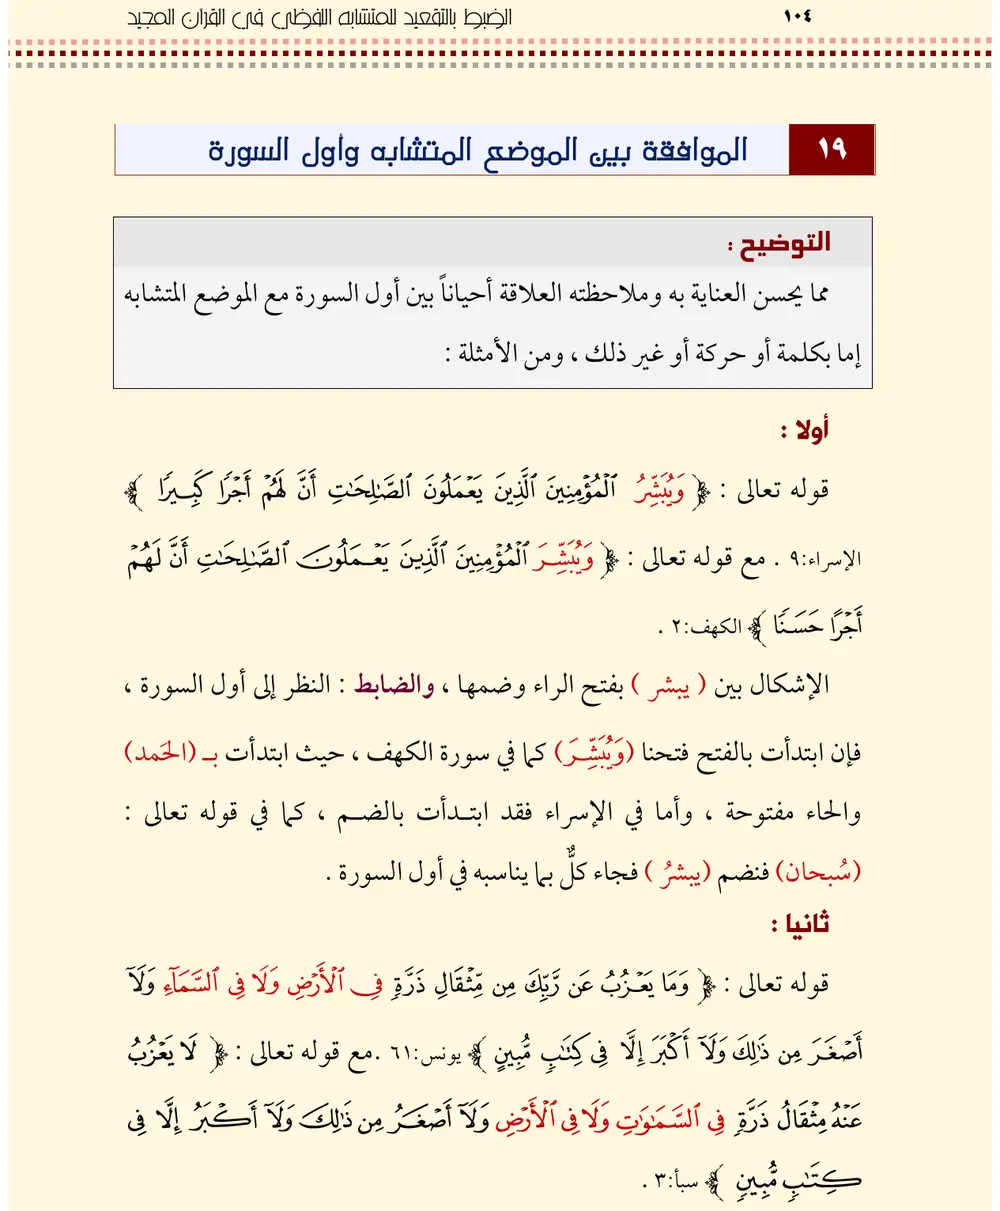 ١٠٤ الضبط بالتقعيد للمتشابه اللفظي في القرآن المجيد
١٩ الموافقة بين الموضع المتشابه وأول السورة
التوضيح :
مما يحسن العناية به وملاحظته العلاقة أحياناً بين أول السورة مع الموضع المتشابه
إما بكلمة أو حركة أو غير ذلك ، ومن الأمثلة :
أولا :
قوله تعالى : ﴿ وَيُبَشِّرُ ٱلْمُؤْمِنِينَ ٱلَّذِينَ يَعْمَلُونَ ٱلصَّٰلِحَٰتِ أَنَّ لَهُمْ أَجْرًا كَبِيرًا ﴾
الإسراء:٩ . مع قوله تعالى : ﴿ وَيُبَشِّرَ ٱلْمُؤْمِنِينَ ٱلَّذِينَ يَعْمَلُونَ ٱلصَّٰلِحَٰتِ أَنَّ لَهُمْ
أَجْرًا حَسَنًا ﴾ الكهف:٢ .
الإشكال بين ( يبشر ) بفتح الراء وضمها ، والضابط : النظر إلى أول السورة ،
فإن ابتدأت بالفتح فتحنا (وَيُبَشِّرَ) كما في سورة الكهف ، حيث ابتدأت بـ (الحَمد)
والحاء مفتوحة ، وأما في الإسراء فقد ابتدأت بالضم ، كما في قوله تعالى :
(سُبحان) فنضم (يبشرُ ) فجاء كلٌّ بما يناسبه في أول السورة .
ثانيا :
قوله تعالى : ﴿ وَمَا يَعْزُبُ عَن رَّبِّكَ مِن مِّثْقَالِ ذَرَّةٍ فِى ٱلْأَرْضِ وَلَا فِى ٱلسَّمَآءِ وَلَآ
أَصْغَرَ مِن ذَٰلِكَ وَلَآ أَكْبَرَ إِلَّا فِى كِتَٰبٍ مُّبِينٍ ﴾ يونس:٦١ .مع قوله تعالى : ﴿ لَا يَعْزُبُ
عَنْهُ مِثْقَالُ ذَرَّةٍ فِى ٱلسَّمَٰوَٰتِ وَلَا فِى ٱلْأَرْضِ وَلَآ أَصْغَرُ مِن ذَٰلِكَ وَلَآ أَكْبَرُ إِلَّا فِى
كِتَٰبٍ مُّبِينٍ ﴾ سبأ:٣ .